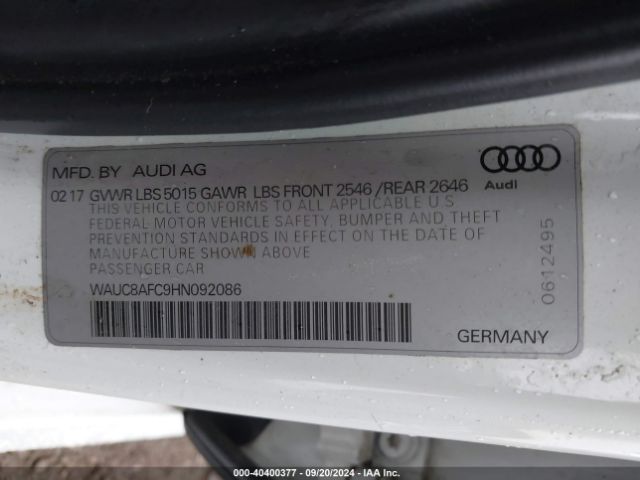 MFD. BY AUDI AG
02 17 GVWR LBS 5015 GAWR LBS FRONT 2546 /REAR 2646
Audi
THIS VEHICLE CONFORMS TO ALL APPLICABLE U.S
FEDERAL MOTOR VEHICLE SAFETY, BUMPER AND THEFT
PREVENTION STANDARDS IN EFFECT ON THE DATE OF
MANUFACTURE SHOWN ABOVE
PASSENGER CAR
WAUC8AFC9HN092086
0612495
GERMANY
000-40400377 - 09/20/2024 - IAA Inc.